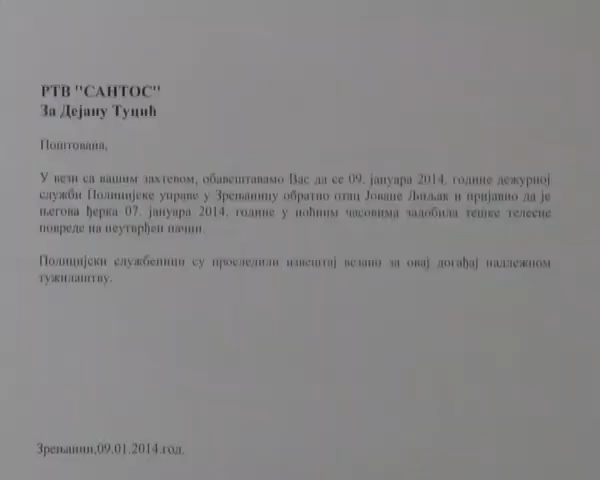 РТВ "САНТОС"
За Дејану Туцић
Поштована,
У вези са вашим захтевом, обавештавамо Вас да се 09. јануара 2014. године дежурној
служби Полицијске управе у Зрењанину обратио отац Јоване Љиљак и пријавио да је
његова ћерка 07. јануара 2014. године у ноћним часовима задобила тешке телесне
повреде на неутврђен начин.
Полицијски службеници су проследили извештај везано за овај догађај надлежном
тужилаштву.
Зрењанин,09.01.2014.год.